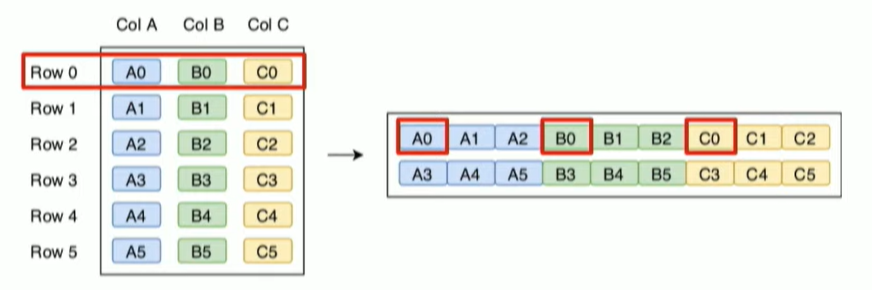 Col A Col B Col C
Row 0 A0 B0 C0
Row 1 A1 B1 C1
Row 2 A2 B2 C2
Row 3 A3 B3 C3
Row 4 A4 B4 C4
Row 5 A5 B5 C5
A0 A1 A2 B0 B1 B2 C0 C1 C2
A3 A4 A5 B3 B4 B5 C3 C4 C5